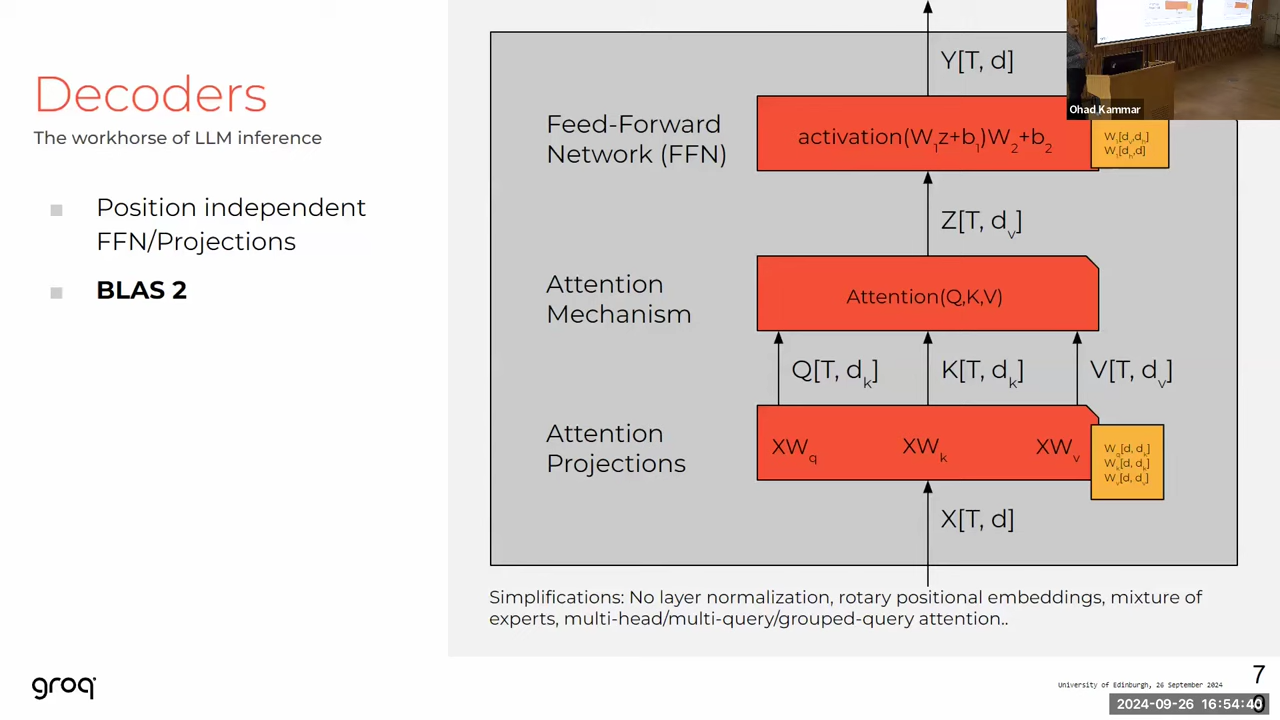 Decoders
The workhorse of LLM inference
Position independent
FFN/Projections
BLAS 2
Y[T, d]
Ohad Kammar
Feed-Forward
Network (FFN)
activation(W1z+b1)W2+b2
Z[T, dv]
Attention
Mechanism
Attention(Q,K,V)
Q[T, dk]
K[T, dk]
V[T, dv]
Attention
Projections
XWq
XWk
XWv
Wq[d, dk]
Wk[d, dk]
Wv[d, dv]
X[T, d]
Simplifications: No layer normalization, rotary positional embeddings, mixture of
experts, multi-head/multi-query/grouped-query attention..
groq
University of Edinburgh, 26 September 2024
7
0
2024-09-26 16:54:40